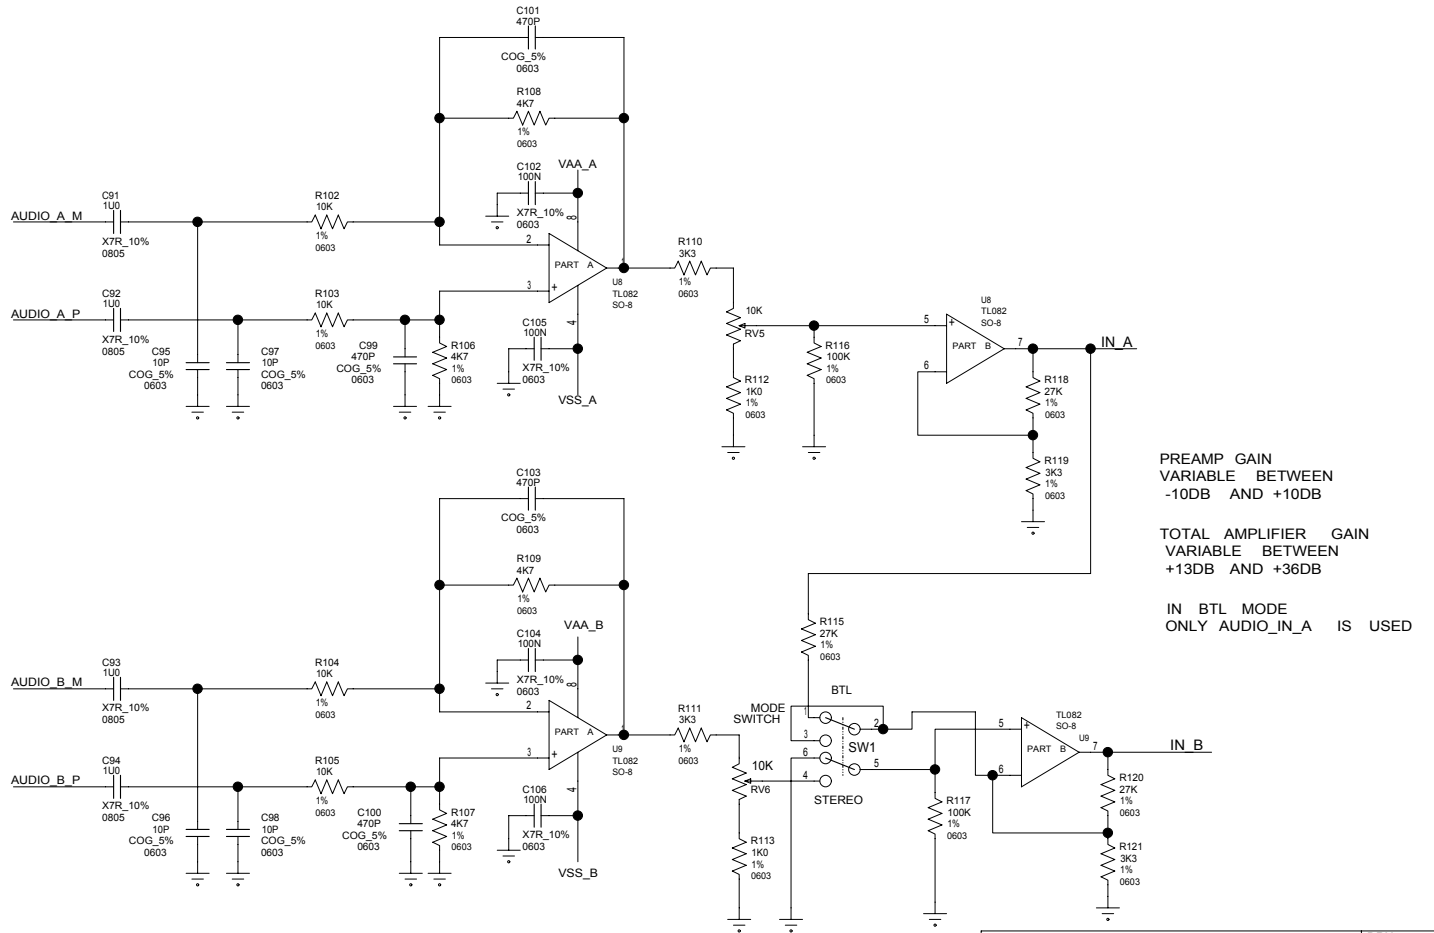 C101
470P
COG_5%
0603
R108
4K7
1%
0603
C102
100N
X7R_10%
0603
VAA_A
8
C91
1U0
X7R_10%
0805
AUDIO_A_M
R102
10K
1%
0603
2
PART A
1
U8
TL082
SO-8
3
+
4
C92
1U0
X7R_10%
0805
AUDIO_A_P
R103
10K
1%
0603
C95
10P
COG_5%
0603
C97
10P
COG_5%
0603
C99
470P
COG_5%
0603
R106
4K7
1%
0603
C105
100N
X7R_10%
0603
VSS_A
R110
3K3
1%
0603
10K
RV5
R112
1K0
1%
0603
R116
100K
1%
0603
U8
TL082
SO-8
5
+
PART B
6
7
IN_A
R118
27K
1%
0603
R119
3K3
1%
0603
PREAMP GAIN
VARIABLE BETWEEN
-10DB AND +10DB
TOTAL AMPLIFIER GAIN
VARIABLE BETWEEN
+13DB AND +36DB
IN BTL MODE
ONLY AUDIO_IN_A IS USED
C103
470P
COG_5%
0603
R109
4K7
1%
0603
C104
100N
X7R_10%
0603
VAA_B
8
C93
1U0
X7R_10%
0805
AUDIO_B_M
R104
10K
1%
0603
2
PART A
1
U9
TL082
SO-8
3
+
4
C94
1U0
X7R_10%
0805
AUDIO_B_P
R105
10K
1%
0603
C96
10P
COG_5%
0603
C98
10P
COG_5%
0603
C100
470P
COG_5%
0603
R107
4K7
1%
0603
C106
100N
X7R_10%
0603
VSS_B
R111
3K3
1%
0603
10K
RV6
R113
1K0
1%
0603
R115
27K
1%
0603
BTL
MODE
SWITCH
1
2
3
SW1
6
5
4
STEREO
R117
100K
1%
0603
TL082
SO-8
U9
5
+
PART B
6
7
IN_B
R120
27K
1%
0603
R121
3K3
1%
0603